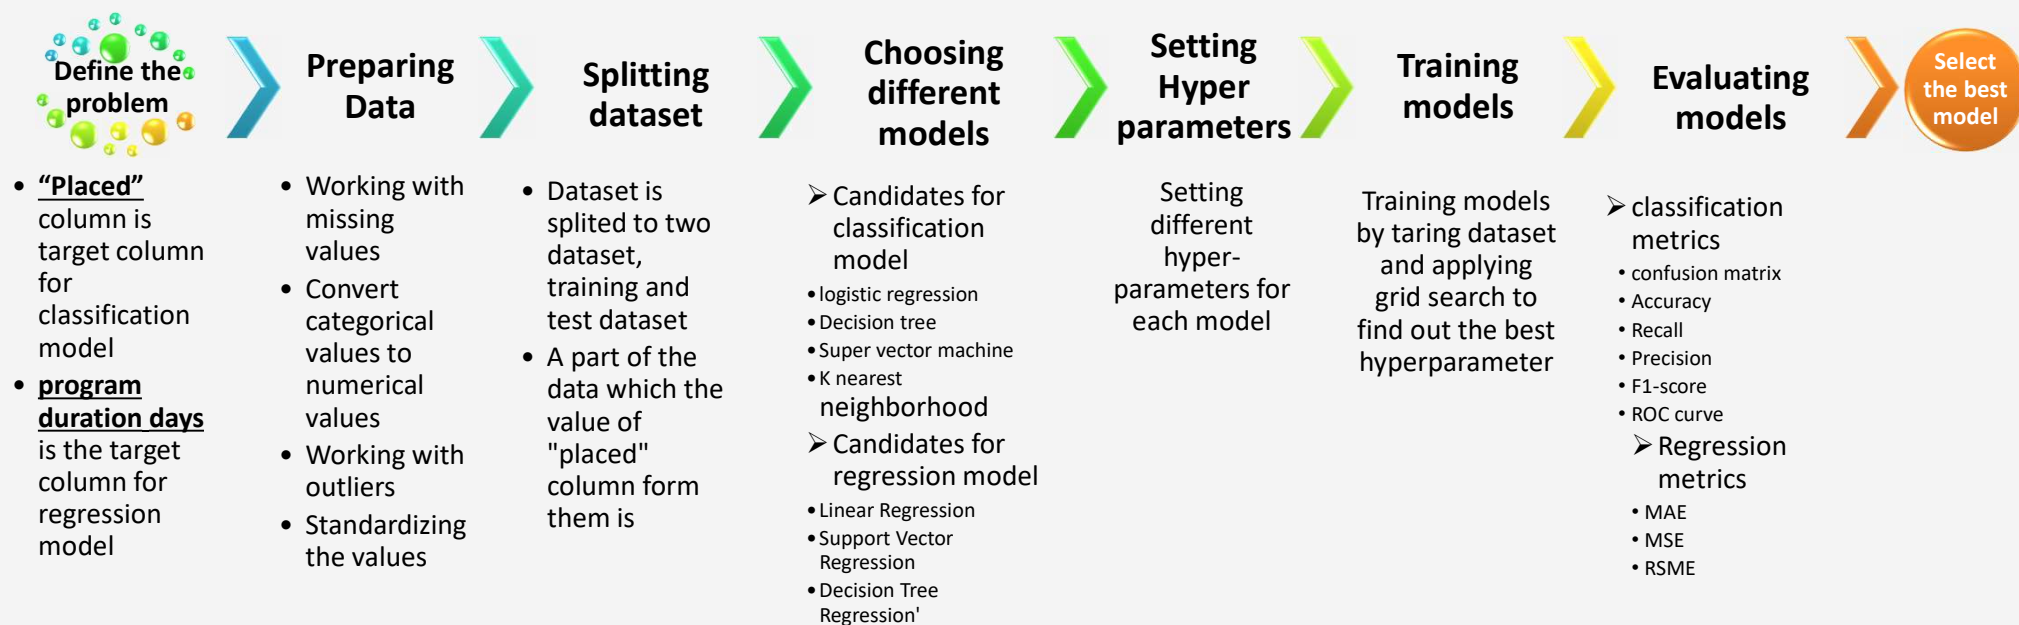 Define the
problem
• “Placed”
column is
target column
for
classification
model
• program
duration days
is the target
column for
regression
model
Preparing
Data
• Working with
missing
values
• Convert
categorical
values to
numerical
values
• Working with
outliers
• Standardizing
the values
Splitting
dataset
• Dataset is
splited to two
dataset,
training and
test dataset
• A part of the
data which the
value of
"placed"
column form
them is
Choosing
different
models
➢ Candidates for
classification
model
• logistic regression
• Decision tree
• Super vector machine
• K nearest
neighborhood
➢ Candidates for
regression model
• Linear Regression
• Support Vector
Regression
• Decision Tree
Regression'
Setting
Hyper
parameters
Setting
different
hyper-
parameters for
each model
Training
models
Training models
by taring dataset
and applying
grid search to
find out the best
hyperparameter
Evaluating
models
➢ classification
metrics
• confusion matrix
• Accuracy
• Recall
• Precision
• F1-score
• ROC curve
➢ Regression
metrics
• MAE
• MSE
• RSME
Select
the best
model